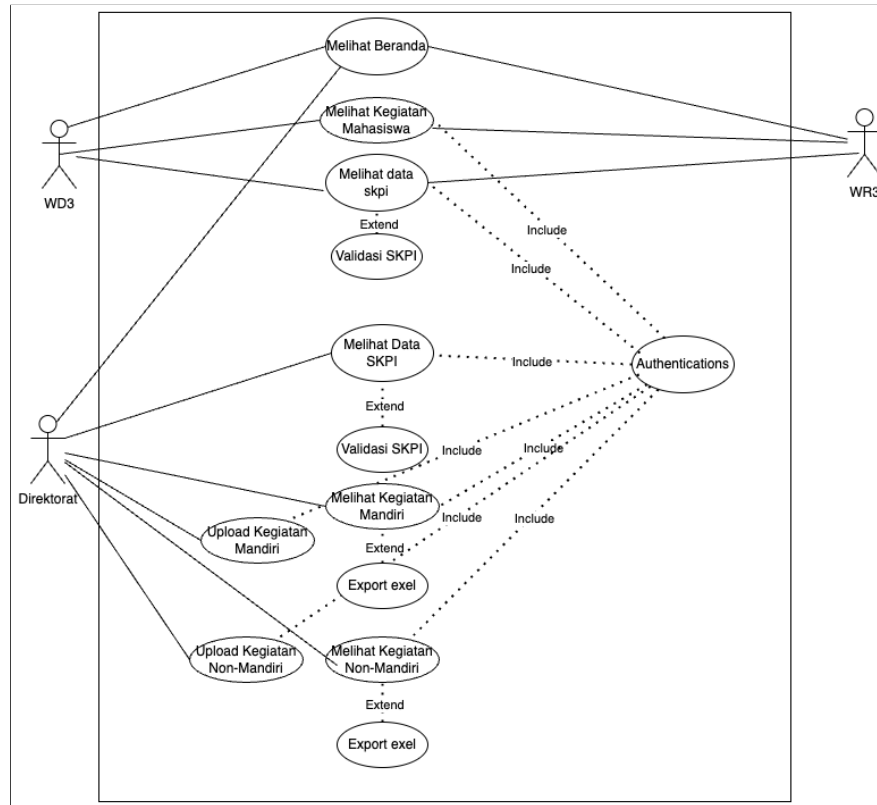 Melihat Beranda
Melihat Kegiatan
Mahasiswa
WD3
WR3
Melihat data
skpi
Extend
Include
Validasi SKPI
Include
Melihat Data
SKPI
Include
Authentications
Extend
Validasi SKPI
Include
Include
Direktorat
Melihat Kegiatan
Mandiri
Upload Kegiatan
Mandiri
Include
Include
Extend
Export exel
Upload Kegiatan
Non-Mandiri
Melihat Kegiatan
Non-Mandiri
Extend
Export exel